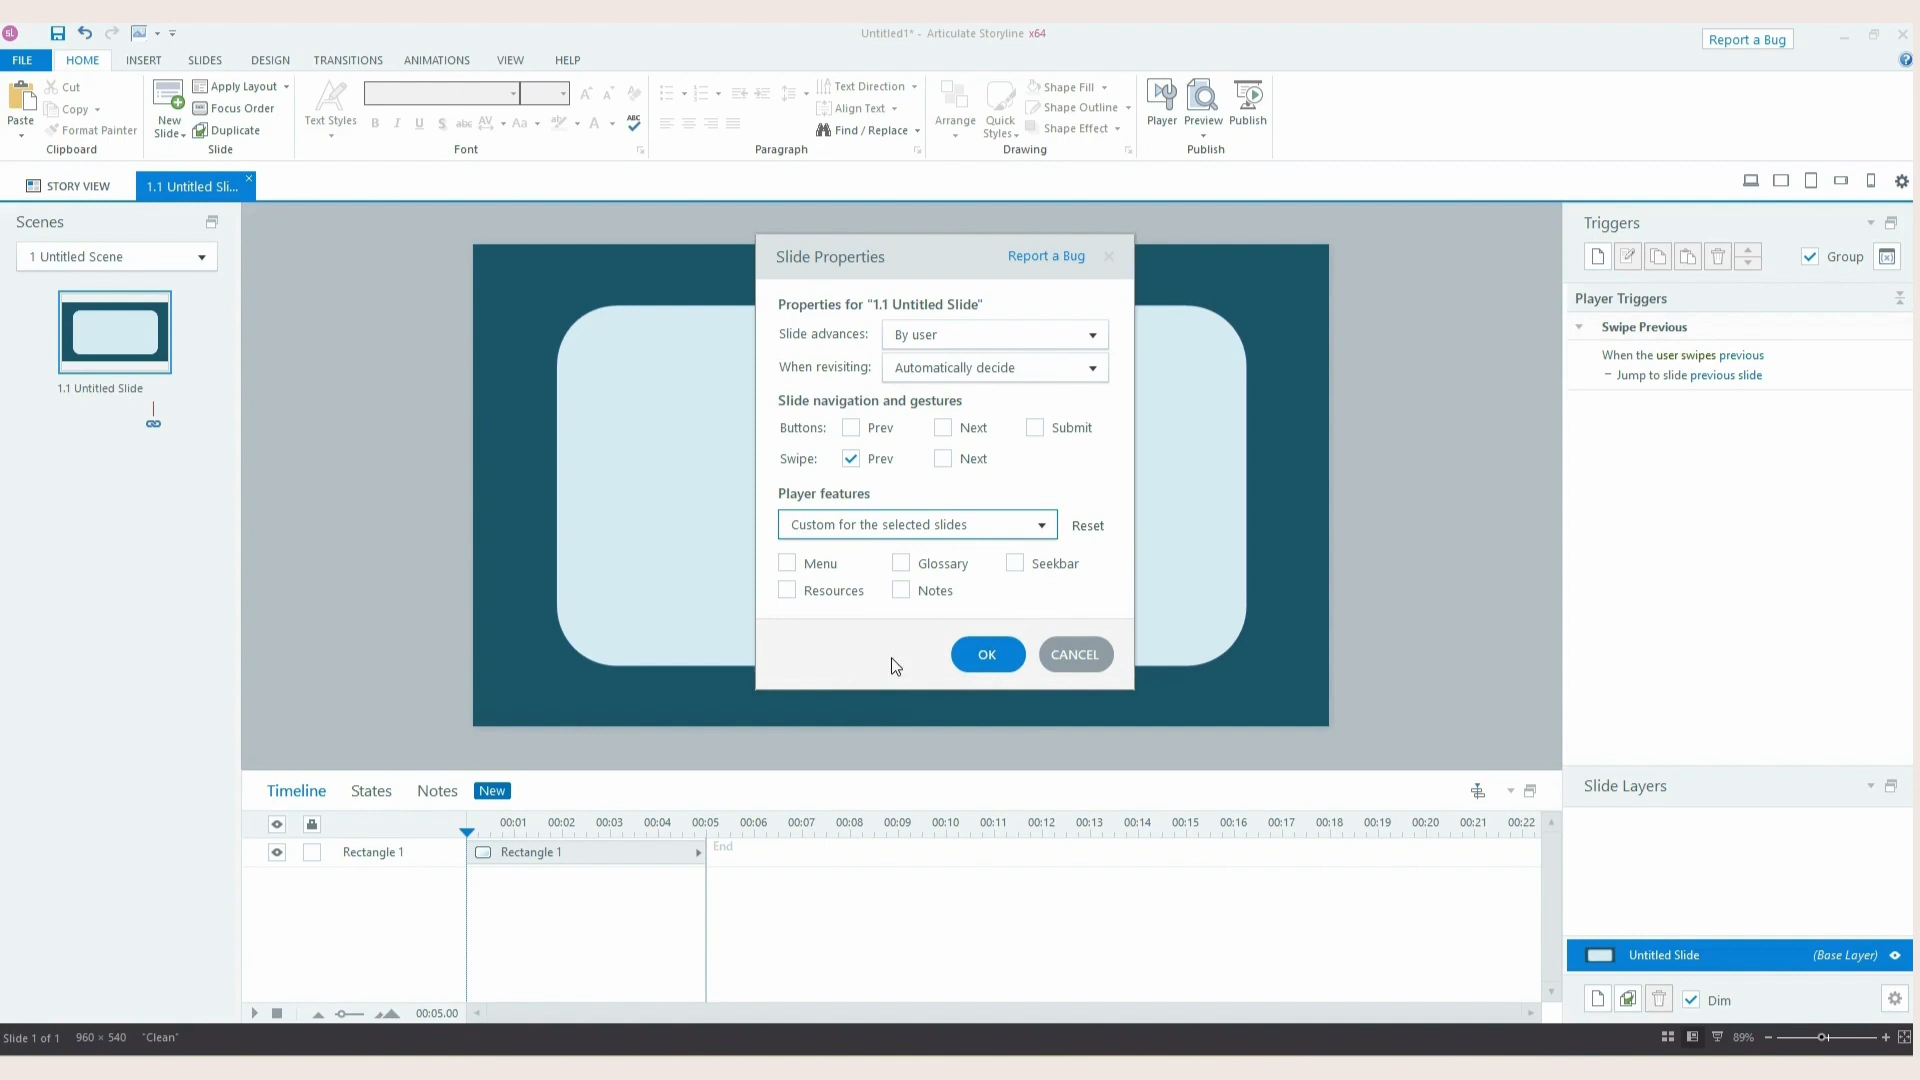 sL
Untitled1* - Articulate Storyline x64
Report a Bug
FILE HOME INSERT SLIDES DESIGN TRANSITIONS ANIMATIONS VIEW HELP
Paste
Cut
Copy
Format Painter
Clipboard
New Slide
Apply Layout
Focus Order
Duplicate
Slide
Text Styles
B I U S abc AV Aa A ABC
Font
Text Direction
Align Text
Find / Replace
Paragraph
Arrange
Quick Styles
Shape Fill
Shape Outline
Shape Effect
Drawing
Player
Preview
Publish
Publish
STORY VIEW
1.1 Untitled Sli...
Scenes
1 Untitled Scene
1.1 Untitled Slide
Slide Properties
Report a Bug
Properties for "1.1 Untitled Slide"
Slide advances: By user
When revisiting: Automatically decide
Slide navigation and gestures
Buttons: Prev Next Submit
Swipe: Prev Next
Player features
Custom for the selected slides
Reset
Menu Glossary Seekbar
Resources Notes
OK CANCEL
Triggers
Group
Player Triggers
Swipe Previous
When the user swipes previous
– Jump to slide previous slide
Timeline States Notes New
00:01 00:02 00:03 00:04 00:05 00:06 00:07 00:08 00:09 00:10 00:11 00:12 00:13 00:14 00:15 00:16 00:17 00:18 00:19 00:20 00:21 00:22
Rectangle 1 Rectangle 1 End
00:05.00
Slide Layers
Untitled Slide (Base Layer)
Dim
Slide 1 of 1 960 × 540 "Clean"
89%